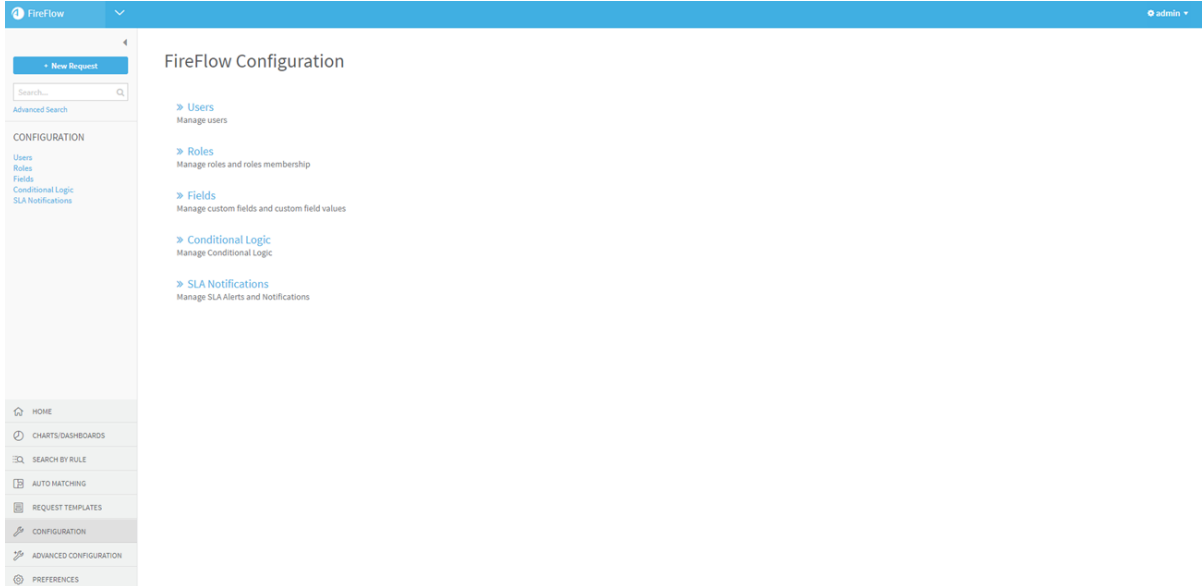 FireFlow
admin
+ New Request
Search...
Advanced Search
CONFIGURATION
Users
Roles
Fields
Conditional Logic
SLA Notifications
HOME
CHARTS/DASHBOARDS
SEARCH BY RULE
AUTO MATCHING
REQUEST TEMPLATES
CONFIGURATION
ADVANCED CONFIGURATION
PREFERENCES
FireFlow Configuration
» Users
Manage users
» Roles
Manage roles and roles membership
» Fields
Manage custom fields and custom field values
» Conditional Logic
Manage Conditional Logic
» SLA Notifications
Manage SLA Alerts and Notifications